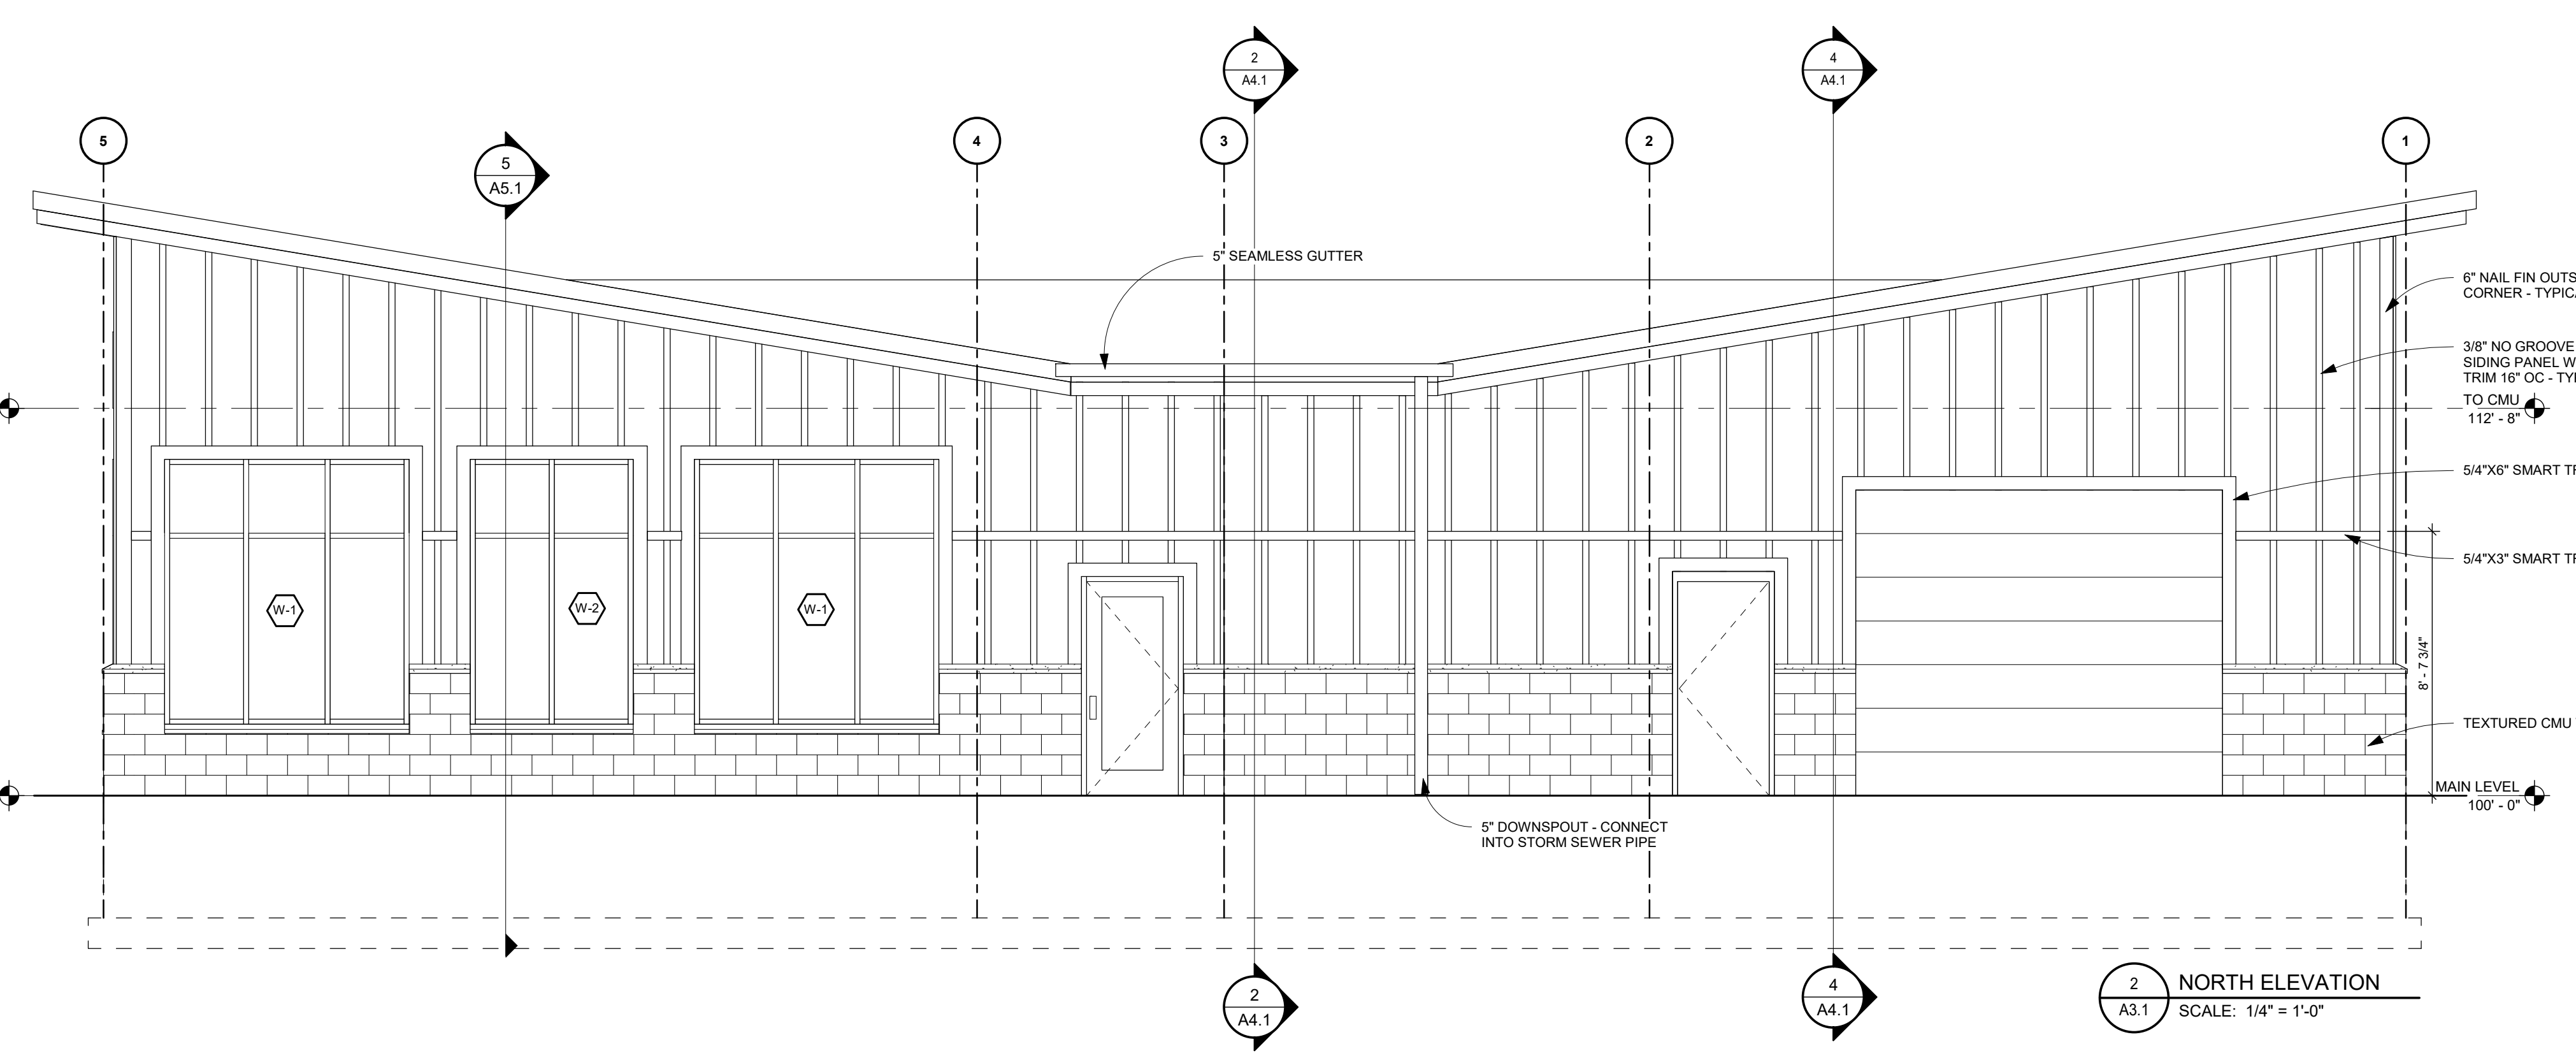 2
A4.1
4
A4.1
5
4
3
2
1
5
A5.1
5" SEAMLESS GUTTER
6" NAIL FIN OUTS
CORNER - TYPICA
3/8" NO GROOVE
SIDING PANEL W
TRIM 16" OC - TY
TO CMU
112' - 8"
5/4"X6" SMART TR
5/4"X3" SMART TR
W-1
W-2
W-1
8' - 7 3/4"
TEXTURED CMU
MAIN LEVEL
100' - 0"
5" DOWNSPOUT - CONNECT
INTO STORM SEWER PIPE
2
A4.1
4
A4.1
2
A3.1
NORTH ELEVATION
SCALE: 1/4" = 1'-0"